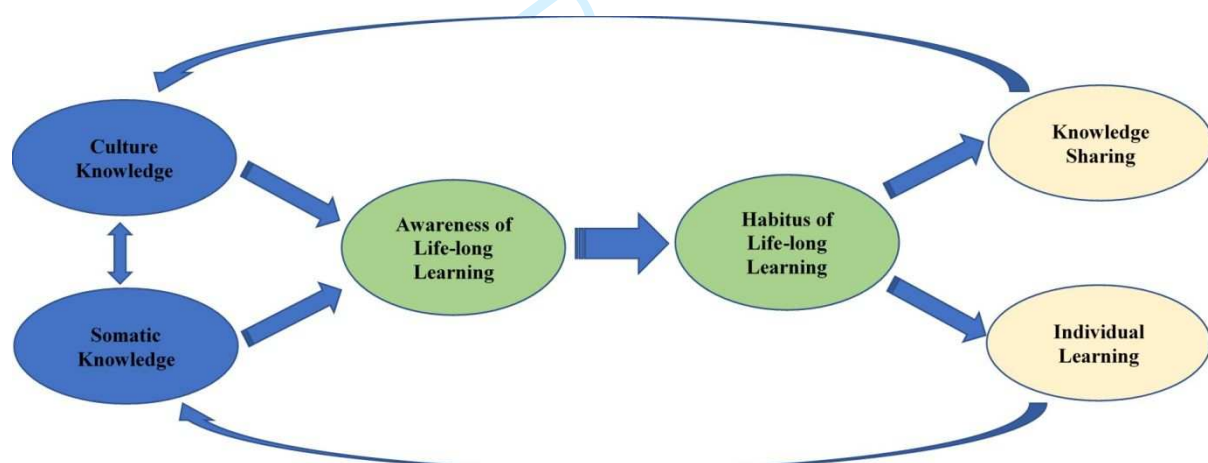 Culture
Knowledge
Somatic
Knowledge
Awareness of
Life-long
Learning
Habitus of
Life-long
Learning
Knowledge
Sharing
Individual
Learning